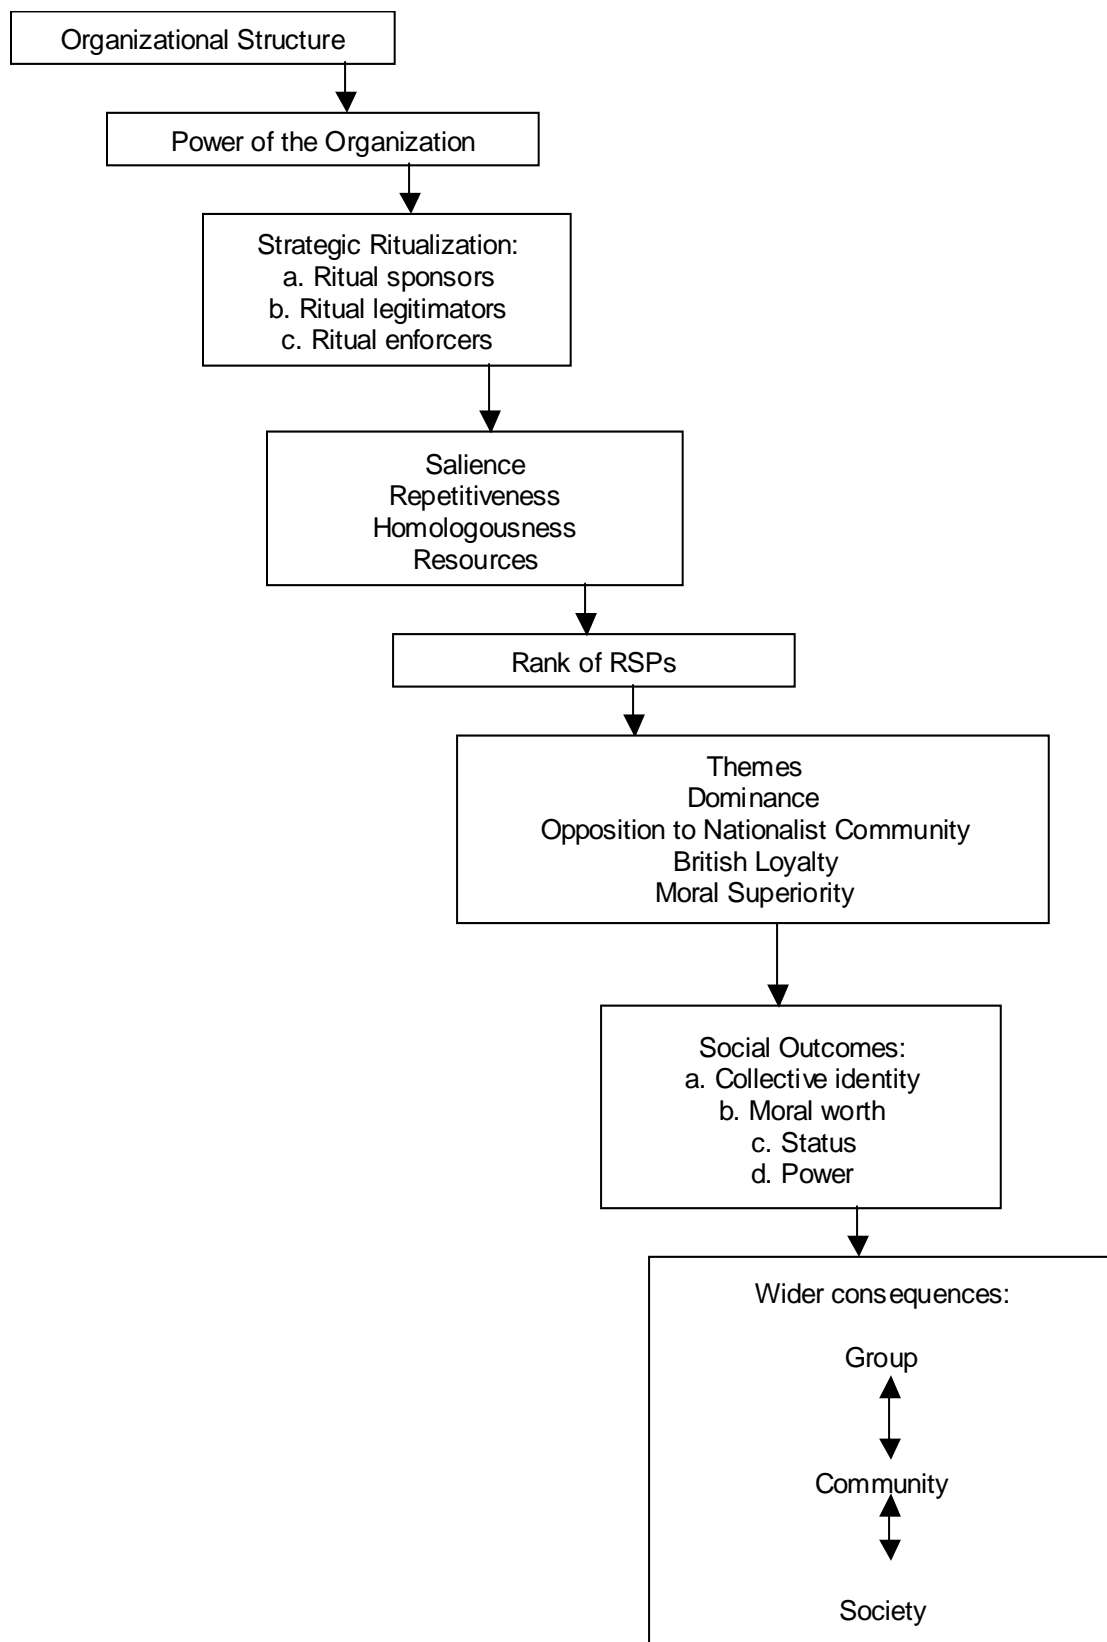 Organizational Structure
Power of the Organization
Strategic Ritualization:
a. Ritual sponsors
b. Ritual legitimators
c. Ritual enforcers
Salience
Repetitiveness
Homologousness
Resources
Rank of RSPs
Themes
Dominance
Opposition to Nationalist Community
British Loyalty
Moral Superiority
Social Outcomes:
a. Collective identity
b. Moral worth
c. Status
d. Power
Wider consequences:
Group
Community
Society